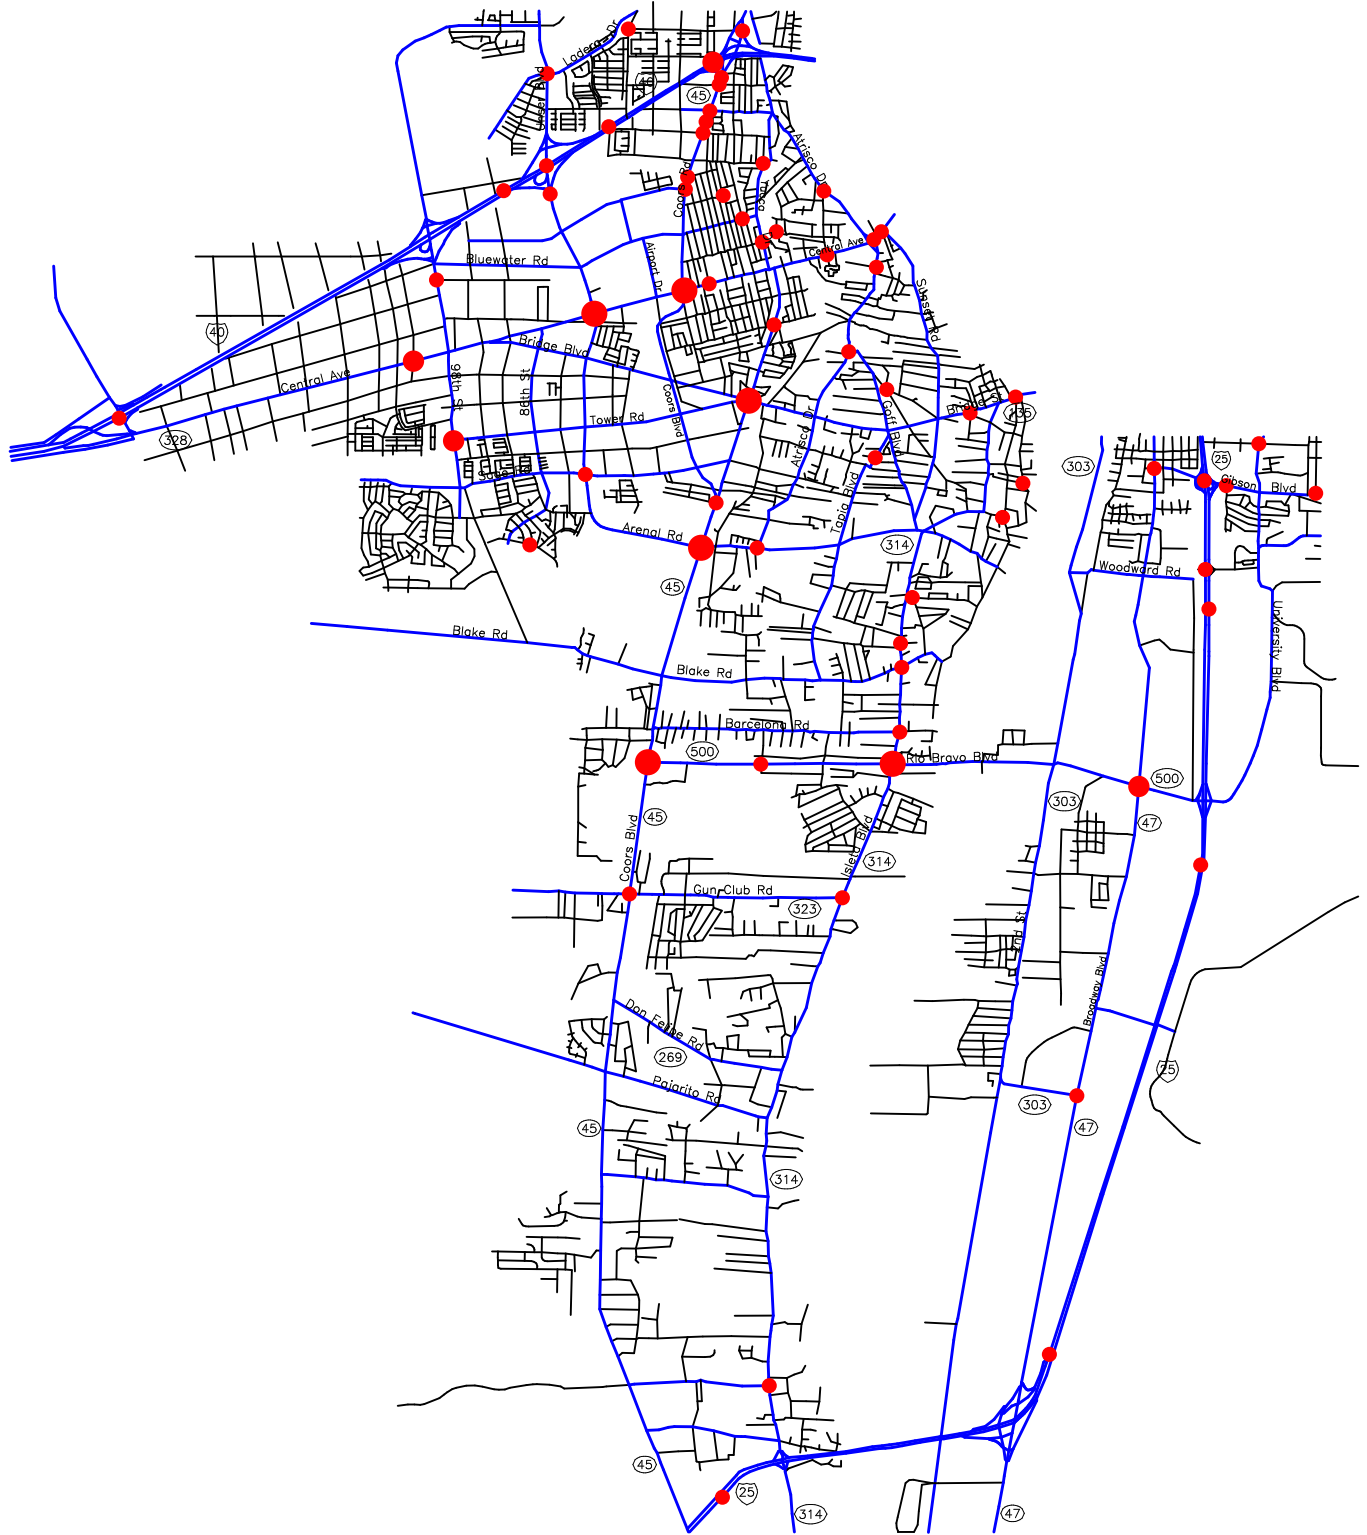 Ladera Dr
Unser Blvd
40
45
Atrisco Dr
Coors Rd
Yucca
Central Ave
Airport Dr
Bluewater Rd
Sunset Rd
40
Bridge Blvd
Central Ave
98th St
86th St
Coors Blvd
Tower Rd
Atrisco Dr
Goff Blvd
Bridge St
135
328
Sage Rd
303
25
Gibson Blvd
Tapia Blvd
Arenal Rd
314
Woodward Rd
45
University Blvd
Blake Rd
Blake Rd
Barcelona Rd
500
Rio Bravo Blvd
500
303
45
47
Coors Blvd
Isleta Blvd
314
Gun Club Rd
323
2nd St
Broadway Blvd
Don Felipe Rd
269
25
Pajarito Rd
303
45
47
314
45
25
314
47